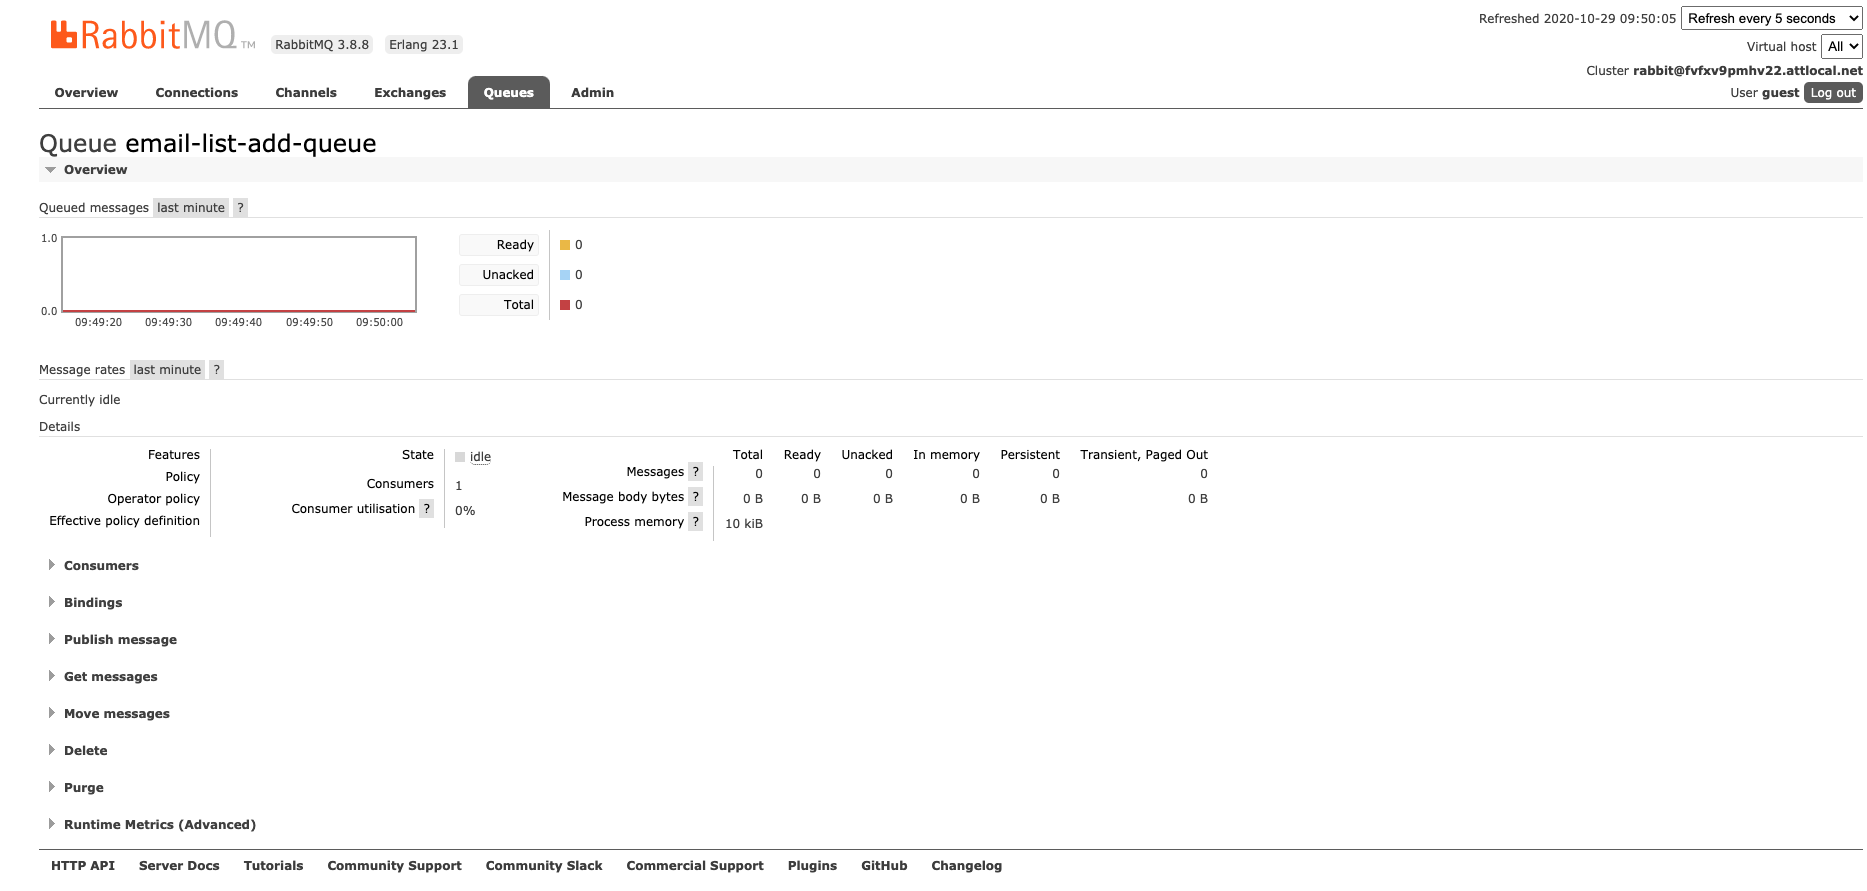 RabbitMQ TM RabbitMQ 3.8.8 Erlang 23.1
Refreshed 2020-10-29 09:50:05 Refresh every 5 seconds
Virtual host All
Cluster rabbit@fvfxv9pmhv22.attlocal.net
User guest Log out
Overview Connections Channels Exchanges Queues Admin
Queue email-list-add-queue
Overview
Queued messages last minute ?
1.0
0.0
09:49:20 09:49:30 09:49:40 09:49:50 09:50:00
Ready 0
Unacked 0
Total 0
Message rates last minute ?
Currently idle
Details
Features
Policy
Operator policy
Effective policy definition
State idle
Consumers 1
Consumer utilisation ? 0%
Total Ready Unacked In memory Persistent Transient, Paged Out
Messages ? 0 0 0 0 0 0
Message body bytes ? 0 B 0 B 0 B 0 B 0 B 0 B
Process memory ? 10 kiB
Consumers
Bindings
Publish message
Get messages
Move messages
Delete
Purge
Runtime Metrics (Advanced)
HTTP API Server Docs Tutorials Community Support Community Slack Commercial Support Plugins GitHub Changelog